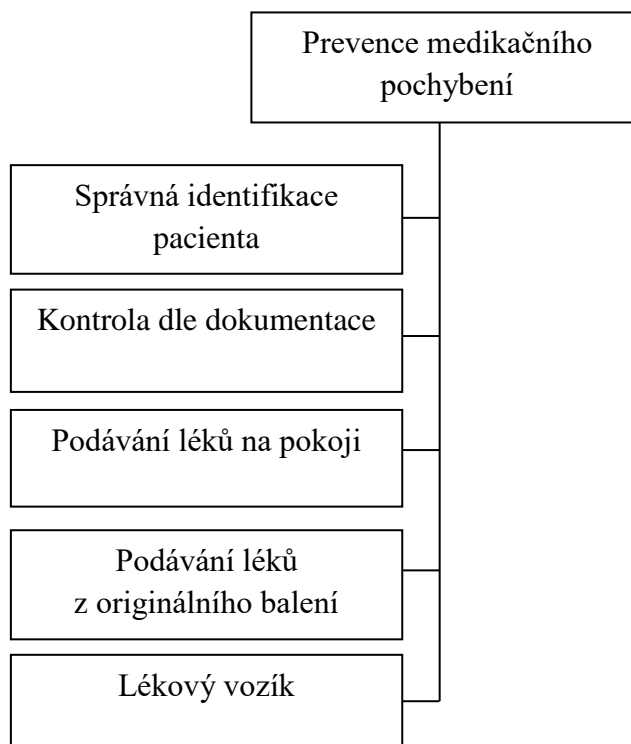 Prevence medikačního
pochybení
Správná identifikace
pacienta
Kontrola dle dokumentace
Podávání léků na pokoji
Podávání léků
z originálního balení
Lékový vozík